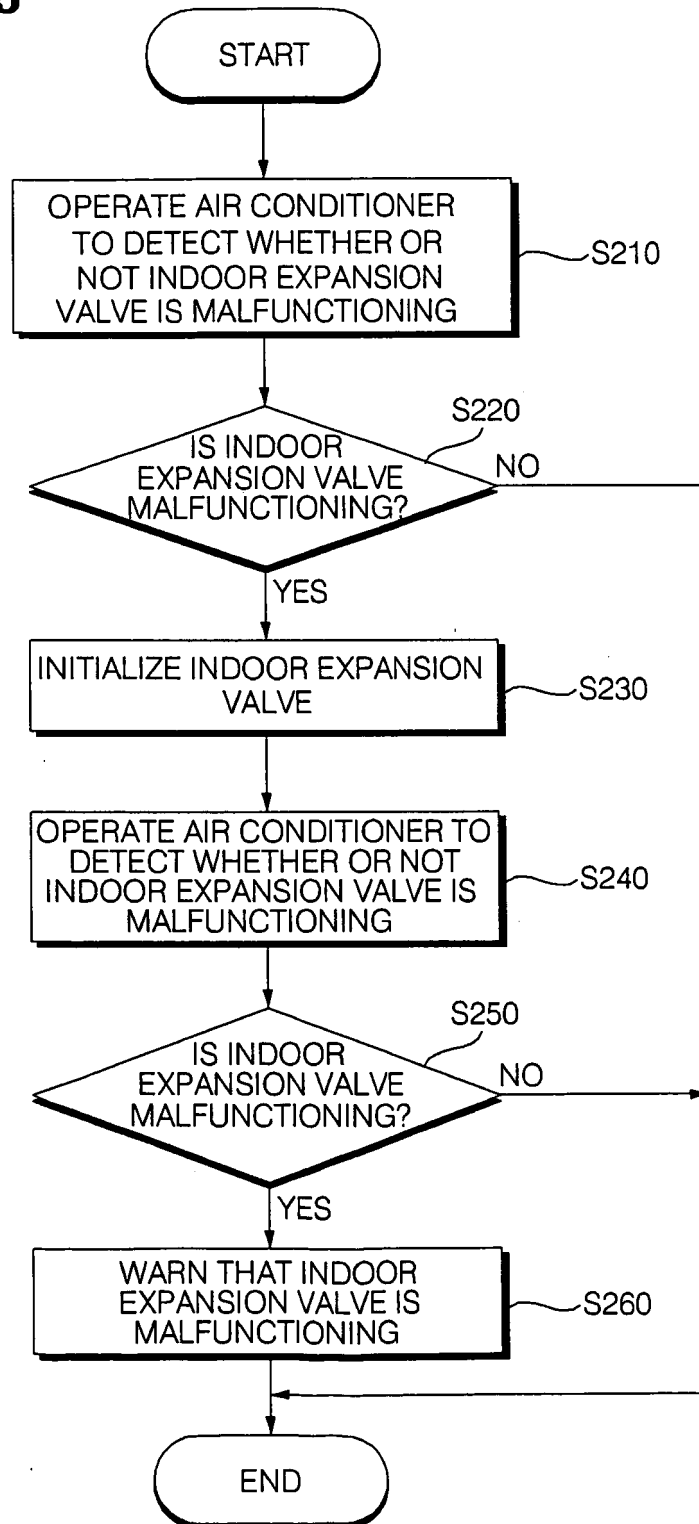 START
OPERATE AIR CONDITIONER
TO DETECT WHETHER OR
NOT INDOOR EXPANSION
VALVE IS MALFUNCTIONING
S210
S220
IS INDOOR
EXPANSION VALVE
MALFUNCTIONING?
NO
YES
INITIALIZE INDOOR EXPANSION
VALVE
S230
OPERATE AIR CONDITIONER TO
DETECT WHETHER OR NOT
INDOOR EXPANSION VALVE IS
MALFUNCTIONING
S240
S250
IS INDOOR
EXPANSION VALVE
MALFUNCTIONING?
NO
YES
WARN THAT INDOOR
EXPANSION VALVE IS
MALFUNCTIONING
S260
END